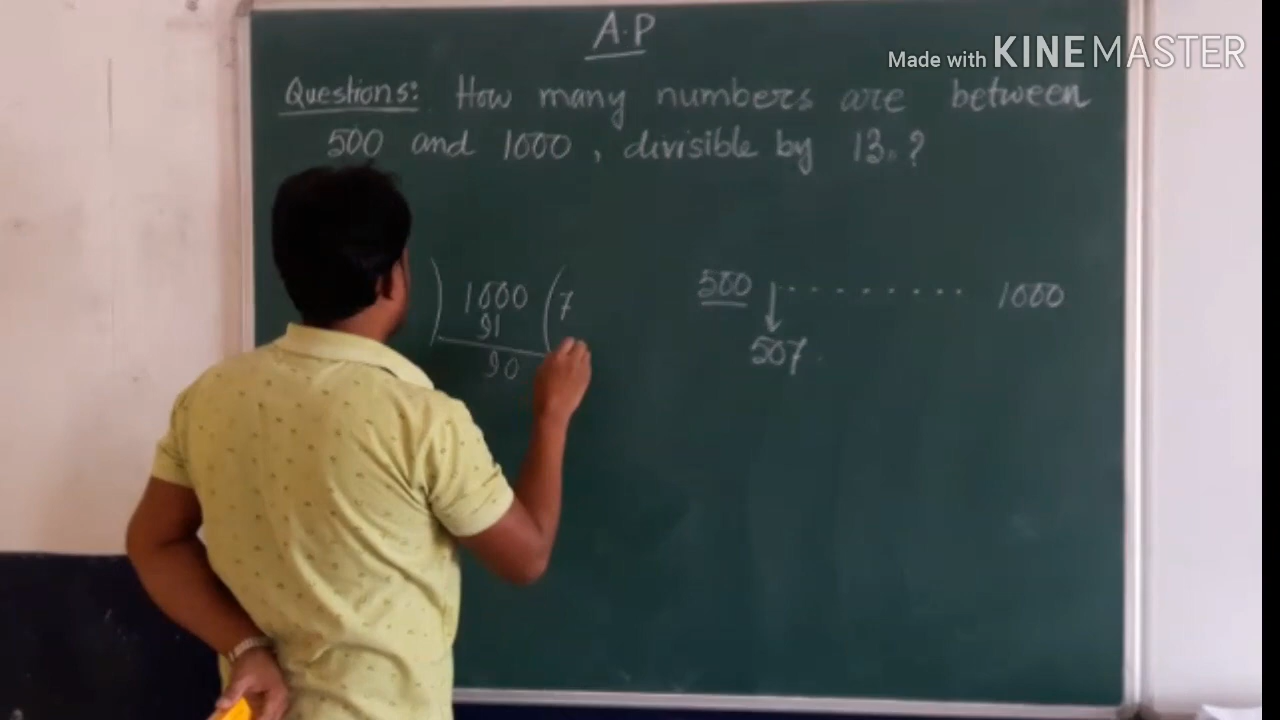 A.P
Made with KINEMASTER
Questions: How many numbers are between
500 and 1000, divisible by 13.?
) 1000 ( 7
91
90
500 ........ 1000
507